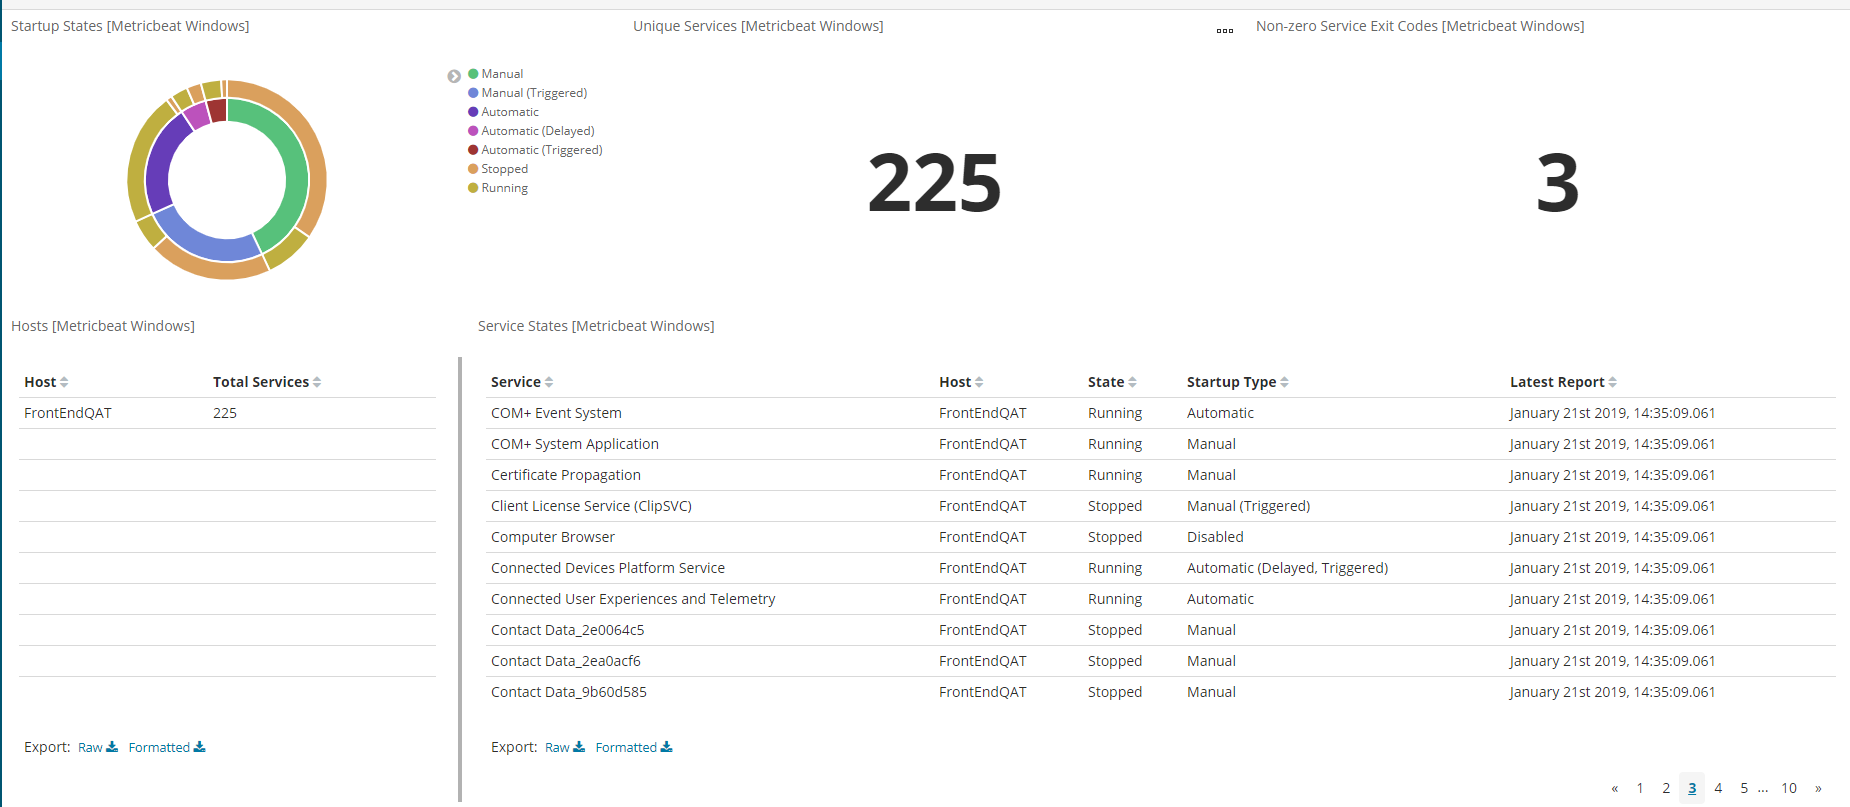 Startup States [Metricbeat Windows]
Manual
Manual (Triggered)
Automatic
Automatic (Delayed)
Automatic (Triggered)
Stopped
Running
Unique Services [Metricbeat Windows]
225
Non-zero Service Exit Codes [Metricbeat Windows]
3
Hosts [Metricbeat Windows]
Host Total Services
FrontEndQAT 225
Export: Raw Formatted
Service States [Metricbeat Windows]
Service Host State Startup Type Latest Report
COM+ Event System FrontEndQAT Running Automatic January 21st 2019, 14:35:09.061
COM+ System Application FrontEndQAT Running Manual January 21st 2019, 14:35:09.061
Certificate Propagation FrontEndQAT Running Manual January 21st 2019, 14:35:09.061
Client License Service (ClipSVC) FrontEndQAT Stopped Manual (Triggered) January 21st 2019, 14:35:09.061
Computer Browser FrontEndQAT Stopped Disabled January 21st 2019, 14:35:09.061
Connected Devices Platform Service FrontEndQAT Running Automatic (Delayed, Triggered) January 21st 2019, 14:35:09.061
Connected User Experiences and Telemetry FrontEndQAT Running Automatic January 21st 2019, 14:35:09.061
Contact Data_2e0064c5 FrontEndQAT Stopped Manual January 21st 2019, 14:35:09.061
Contact Data_2ea0acf6 FrontEndQAT Stopped Manual January 21st 2019, 14:35:09.061
Contact Data_9b60d585 FrontEndQAT Stopped Manual January 21st 2019, 14:35:09.061
Export: Raw Formatted
« 1 2 3 4 5 ... 10 »